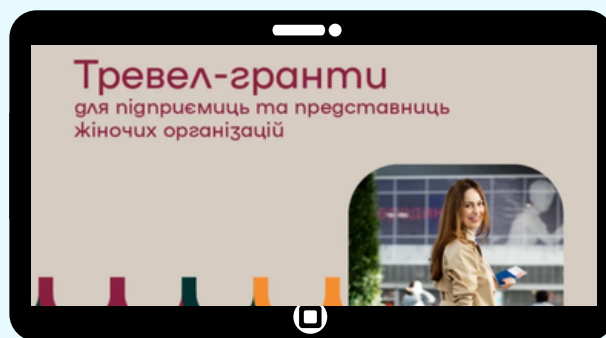 Тревел-гранти
для підприємиць та представниць
жіночих організацій